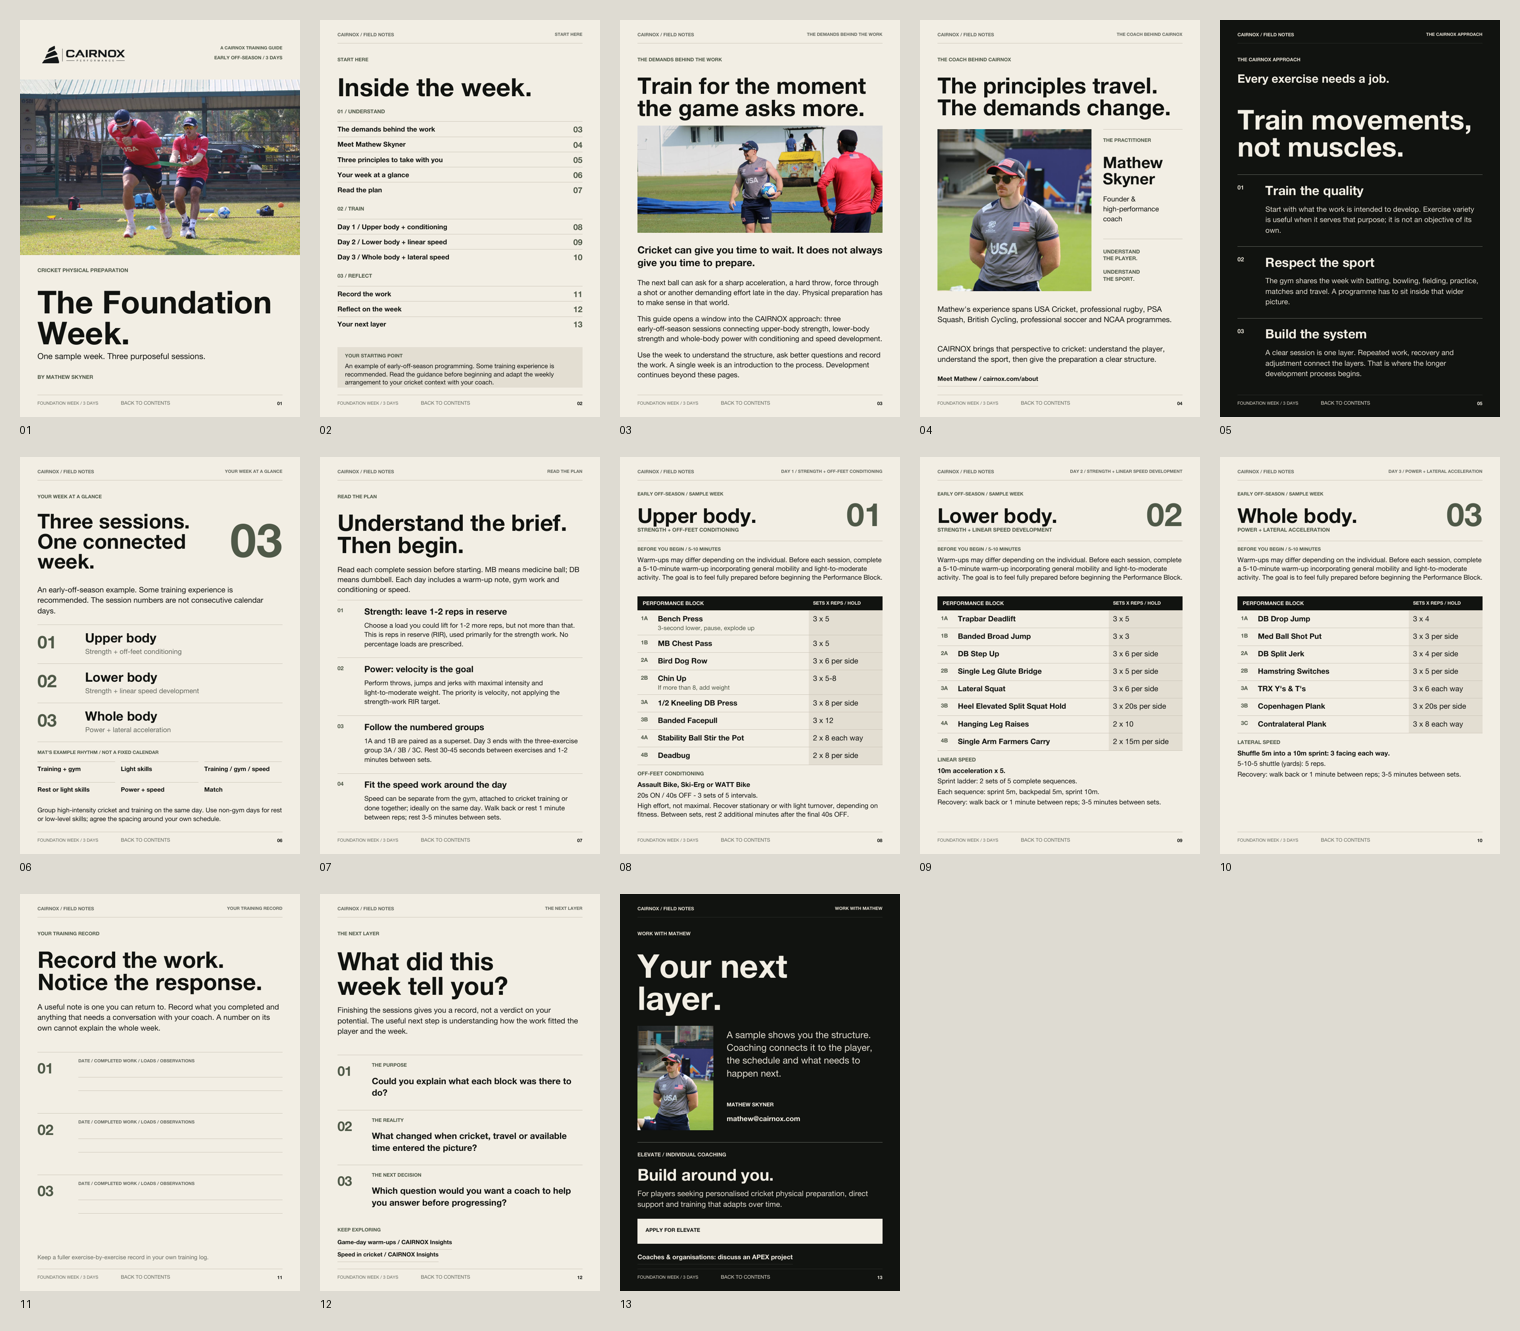 CAIRNOX
PERFORMANCE
A CAIRNOX TRAINING GUIDE
EARLY OFF-SEASON / 3 DAYS
CRICKET PHYSICAL PREPARATION
The Foundation
Week.
One sample week. Three purposeful sessions.
BY MATHEW SKYNER
FOUNDATION WEEK / 3 DAYS BACK TO CONTENTS 01
01
CAIRNOX / FIELD NOTES START HERE
START HERE
Inside the week.
01 / UNDERSTAND
The demands behind the work 03
Meet Mathew Skyner 04
Three principles to take with you 05
Your week at a glance 06
Read the plan 07
02 / TRAIN
Day 1 / Upper body + conditioning 08
Day 2 / Lower body + linear speed 09
Day 3 / Whole body + lateral speed 10
03 / REFLECT
Record the work 11
Reflect on the week 12
Your next layer 13
YOUR STARTING POINT
An example of early-off-season programming. Some training experience is
recommended. Read the guidance before beginning and adapt the weekly
arrangement to your cricket context with your coach.
FOUNDATION WEEK / 3 DAYS BACK TO CONTENTS 02
02
CAIRNOX / FIELD NOTES THE DEMANDS BEHIND THE WORK
THE DEMANDS BEHIND THE WORK
Train for the moment
the game asks more.
USA
Cricket can give you time to wait. It does not always
give you time to prepare.
The next ball can ask for a sharp acceleration, a hard throw, force through
a shot or another demanding effort late in the day. Physical preparation has
to make sense in that world.
This guide opens a window into the CAIRNOX approach: three
early-off-season sessions connecting upper-body strength, lower-body
strength and whole-body power with conditioning and speed development.
Use the week to understand the structure, ask better questions and record
the work. A single week is an introduction to the process. Development
continues beyond these pages.
FOUNDATION WEEK / 3 DAYS BACK TO CONTENTS 03
03
CAIRNOX / FIELD NOTES THE COACH BEHIND CAIRNOX
THE COACH BEHIND CAIRNOX
The principles travel.
The demands change.
USA
THE PRACTITIONER
Mathew
Skyner
Founder &
high-performance
coach
UNDERSTAND
THE PLAYER.
UNDERSTAND
THE SPORT.
Mathew's experience spans USA Cricket, professional rugby, PSA
Squash, British Cycling, professional soccer and NCAA programmes.
CAIRNOX brings that perspective to cricket: understand the player,
understand the sport, then give the preparation a clear structure.
Meet Mathew / cairnox.com/about
FOUNDATION WEEK / 3 DAYS BACK TO CONTENTS 04
04
CAIRNOX / FIELD NOTES THE CAIRNOX APPROACH
THE CAIRNOX APPROACH
Every exercise needs a job.
Train movements,
not muscles.
01 Train the quality
Start with what the work is intended to develop. Exercise variety
is useful when it serves that purpose; it is not an objective of its
own.
02 Respect the sport
The gym shares the week with batting, bowling, fielding, practice,
matches and travel. A programme has to sit inside that wider
picture.
03 Build the system
A clear session is one layer. Repeated work, recovery and
adjustment connect the layers. That is where the longer
development process begins.
FOUNDATION WEEK / 3 DAYS BACK TO CONTENTS 05
05
CAIRNOX / FIELD NOTES YOUR WEEK AT A GLANCE
YOUR WEEK AT A GLANCE
Three sessions.
One connected
week.
03
An early-off-season example. Some training experience is
recommended. The session numbers are not consecutive calendar
days.
01 Upper body
Strength + off-feet conditioning
02 Lower body
Strength + linear speed development
03 Whole body
Power + lateral acceleration
MAT'S EXAMPLE RHYTHM / NOT A FIXED CALENDAR
Training + gym Light skills Training / gym / speed
Rest or light skills Power + speed Match
Group high-intensity cricket and training on the same day. Use non-gym days for rest
or low-level skills; agree the spacing around your own schedule.
FOUNDATION WEEK / 3 DAYS BACK TO CONTENTS 06
06
CAIRNOX / FIELD NOTES READ THE PLAN
READ THE PLAN
Understand the brief.
Then begin.
Read each complete session before starting. MB means medicine ball; DB
means dumbbell. Each day includes a warm-up note, gym work and
conditioning or speed.
01 Strength: leave 1-2 reps in reserve
Choose a load you could lift for 1-2 more reps, but not more than that.
This is reps in reserve (RIR), used primarily for the strength work. No
percentage loads are prescribed.
02 Power: velocity is the goal
Perform throws, jumps and jerks with maximal intensity and
light-to-moderate weight. The priority is velocity, not applying the
strength-work RIR target.
03 Follow the numbered groups
1A and 1B are paired as a superset. Day 3 ends with the three-exercise
group 3A / 3B / 3C. Rest 30-45 seconds between exercises and 1-2
minutes between sets.
04 Fit the speed work around the day
Speed can be separate from the gym, attached to cricket training or
done together; ideally on the same day. Walk back or rest 1 minute
between reps; rest 3-5 minutes between sets.
FOUNDATION WEEK / 3 DAYS BACK TO CONTENTS 07
07
CAIRNOX / FIELD NOTES DAY 1 / STRENGTH + OFF-FEET CONDITIONING
EARLY OFF-SEASON / SAMPLE WEEK
Upper body. 01
STRENGTH + OFF-FEET CONDITIONING
BEFORE YOU BEGIN / 5-10 MINUTES
Warm-ups may differ depending on the individual. Before each session, complete
a 5-10-minute warm-up incorporating general mobility and light-to-moderate
activity. The goal is to feel fully prepared before beginning the Performance Block.
PERFORMANCE BLOCK SETS X REPS / HOLD
1A Bench Press 3 x 5
3-second lower, pause, explode up
1B MB Chest Pass 3 x 5
2A Bird Dog Row 3 x 6 per side
2B Chin Up 3 x 5-8
If more than 8, add weight
3A 1/2 Kneeling DB Press 3 x 8 per side
3B Banded Facepull 3 x 12
4A Stability Ball Stir the Pot 2 x 8 each way
4B Deadbug 2 x 8 per side
OFF-FEET CONDITIONING
Assault Bike, Ski-Erg or WATT Bike
20s ON / 40s OFF - 3 sets of 5 intervals.
High effort, not maximal. Recover stationary or with light turnover, depending on
fitness. Between sets, rest 2 additional minutes after the final 40s OFF.
FOUNDATION WEEK / 3 DAYS BACK TO CONTENTS 08
08
CAIRNOX / FIELD NOTES DAY 2 / STRENGTH + LINEAR SPEED DEVELOPMENT
EARLY OFF-SEASON / SAMPLE WEEK
Lower body. 02
STRENGTH + LINEAR SPEED DEVELOPMENT
BEFORE YOU BEGIN / 5-10 MINUTES
Warm-ups may differ depending on the individual. Before each session, complete
a 5-10-minute warm-up incorporating general mobility and light-to-moderate
activity. The goal is to feel fully prepared before beginning the Performance Block.
PERFORMANCE BLOCK SETS X REPS / HOLD
1A Trapbar Deadlift 3 x 5
1B Banded Broad Jump 3 x 3
2A DB Step Up 3 x 6 per side
2B Single Leg Glute Bridge 3 x 5 per side
3A Lateral Squat 3 x 6 per side
3B Heel Elevated Split Squat Hold 3 x 20s per side
4A Hanging Leg Raises 2 x 10
4B Single Arm Farmers Carry 2 x 15m per side
LINEAR SPEED
10m acceleration x 5.
Sprint ladder: 2 sets of 5 complete sequences.
Each sequence: sprint 5m, backpedal 5m, sprint 10m.
Recovery: walk back or 1 minute between reps; 3-5 minutes between sets.
FOUNDATION WEEK / 3 DAYS BACK TO CONTENTS 09
09
CAIRNOX / FIELD NOTES DAY 3 / POWER + LATERAL ACCELERATION
EARLY OFF-SEASON / SAMPLE WEEK
Whole body. 03
POWER + LATERAL ACCELERATION
BEFORE YOU BEGIN / 5-10 MINUTES
Warm-ups may differ depending on the individual. Before each session, complete
a 5-10-minute warm-up incorporating general mobility and light-to-moderate
activity. The goal is to feel fully prepared before beginning the Performance Block.
PERFORMANCE BLOCK SETS X REPS / HOLD
1A DB Drop Jump 3 x 4
1B Med Ball Shot Put 3 x 3 per side
2A DB Split Jerk 3 x 4 per side
2B Hamstring Switches 3 x 5 per side
3A TRX Y's & T's 3 x 6 each way
3B Copenhagen Plank 3 x 20s per side
3C Contralateral Plank 3 x 8 each way
LATERAL SPEED
Shuffle 5m into a 10m sprint: 3 facing each way.
5-10-5 shuttle (yards): 5 reps.
Recovery: walk back or 1 minute between reps; 3-5 minutes between sets.
FOUNDATION WEEK / 3 DAYS BACK TO CONTENTS 10
10
CAIRNOX / FIELD NOTES YOUR TRAINING RECORD
YOUR TRAINING RECORD
Record the work.
Notice the response.
A useful note is one you can return to. Record what you completed and
anything that needs a conversation with your coach. A number on its
own cannot explain the whole week.
01 DATE / COMPLETED WORK / LOADS / OBSERVATIONS
02 DATE / COMPLETED WORK / LOADS / OBSERVATIONS
03 DATE / COMPLETED WORK / LOADS / OBSERVATIONS
Keep a fuller exercise-by-exercise record in your own training log.
FOUNDATION WEEK / 3 DAYS BACK TO CONTENTS 11
11
CAIRNOX / FIELD NOTES THE NEXT LAYER
THE NEXT LAYER
What did this
week tell you?
Finishing the sessions gives you a record, not a verdict on your
potential. The useful next step is understanding how the work fitted the
player and the week.
01 THE PURPOSE
Could you explain what each block was there to
do?
02 THE REALITY
What changed when cricket, travel or available
time entered the picture?
03 THE NEXT DECISION
Which question would you want a coach to help
you answer before progressing?
KEEP EXPLORING
Game-day warm-ups / CAIRNOX Insights
Speed in cricket / CAIRNOX Insights
FOUNDATION WEEK / 3 DAYS BACK TO CONTENTS 12
12
CAIRNOX / FIELD NOTES WORK WITH MATHEW
WORK WITH MATHEW
Your next
layer.
USA
A sample shows you the structure.
Coaching connects it to the player,
the schedule and what needs to
happen next.
MATHEW SKYNER
mathew@cairnox.com
ELEVATE / INDIVIDUAL COACHING
Build around you.
For players seeking personalised cricket physical preparation, direct
support and training that adapts over time.
APPLY FOR ELEVATE
Coaches & organisations: discuss an APEX project
FOUNDATION WEEK / 3 DAYS BACK TO CONTENTS 13
13